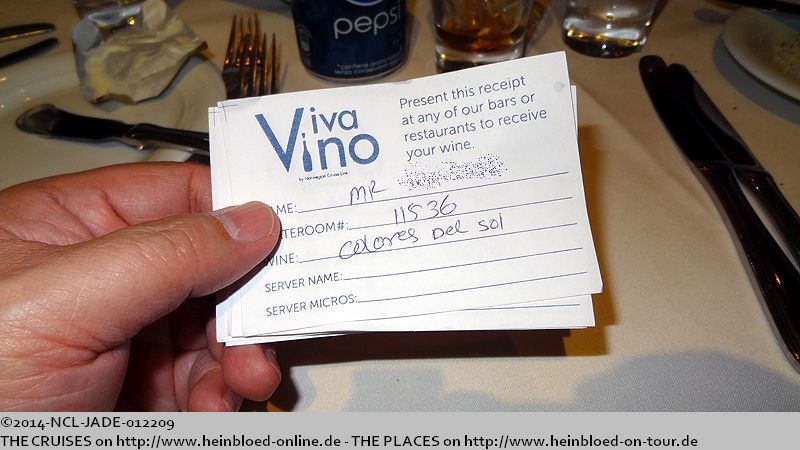 pepsi
Viva Vino
by Norwegian Cruise Line
Present this receipt
at any of our bars or
restaurants to receive
your wine.
AME: MR
ATEROOM#: 11536
WINE: Colores Del Sol
SERVER NAME:
SERVER MICROS:
©2014-NCL-JADE-012209
THE CRUISES on http://www.heinbloed-online.de - THE PLACES on http://www.heinbloed-on-tour.de